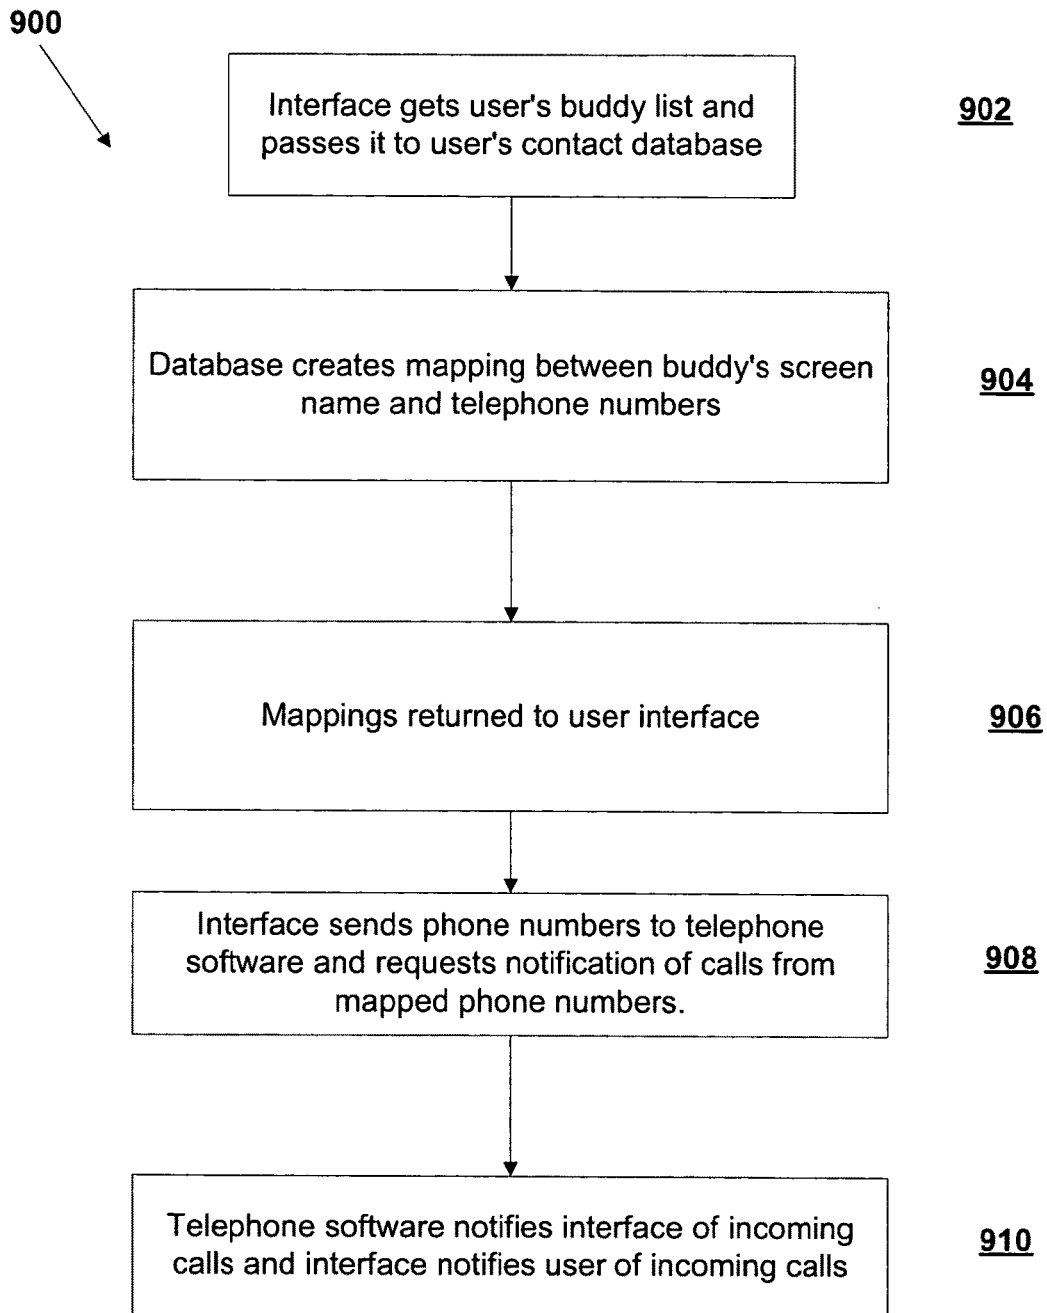 900
Interface gets user's buddy list and
passes it to user's contact database
902
Database creates mapping between buddy's screen
name and telephone numbers
904
Mappings returned to user interface
906
Interface sends phone numbers to telephone
software and requests notification of calls from
mapped phone numbers.
908
Telephone software notifies interface of incoming
calls and interface notifies user of incoming calls
910